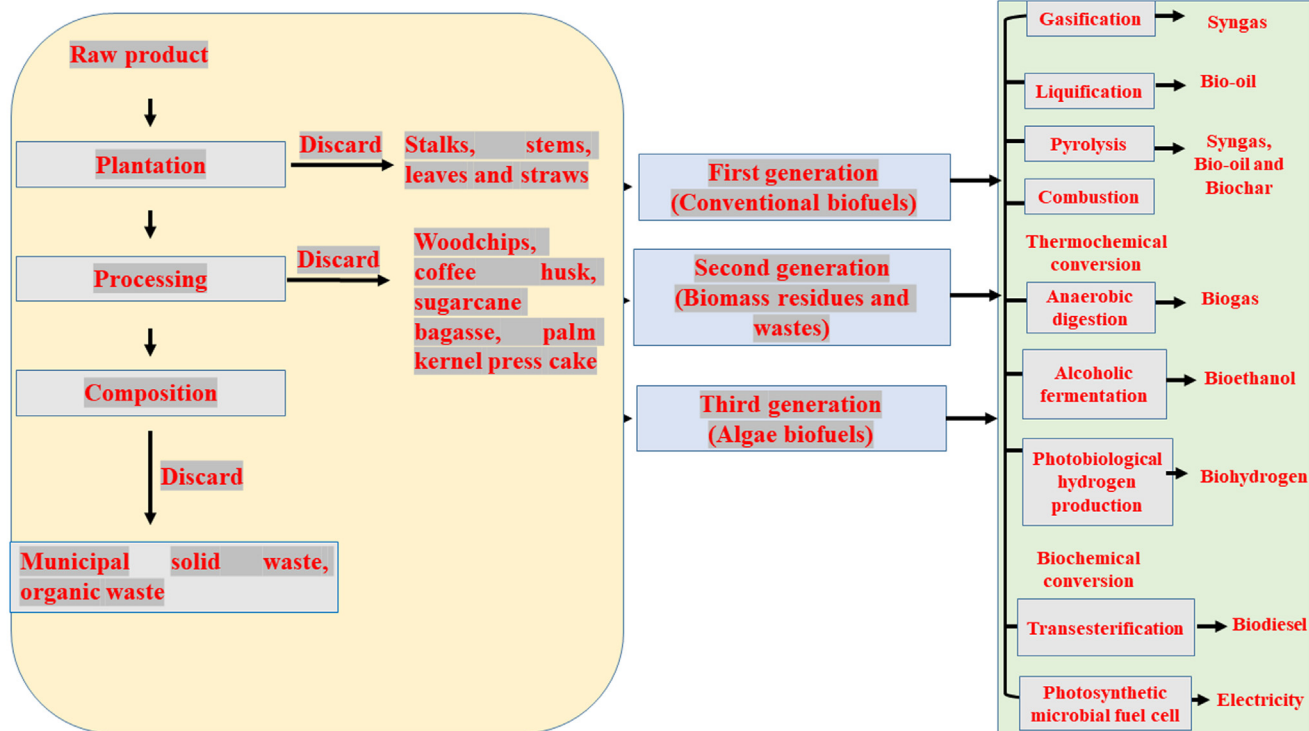 Raw product
Plantation
Discard
Stalks, stems,
leaves and straws
Processing
Discard
Woodchips,
coffee husk,
sugarcane
bagasse, palm
kernel press cake
Composition
Discard
Municipal solid waste,
organic waste
First generation
(Conventional biofuels)
Second generation
(Biomass residues and
wastes)
Third generation
(Algae biofuels)
Gasification
Syngas
Liquification
Bio-oil
Pyrolysis
Syngas,
Bio-oil and
Biochar
Combustion
Thermochemical
conversion
Anaerobic
digestion
Biogas
Alcoholic
fermentation
Bioethanol
Photobiological
hydrogen
production
Biohydrogen
Biochemical
conversion
Transesterification
Biodiesel
Photosynthetic
microbial fuel cell
Electricity